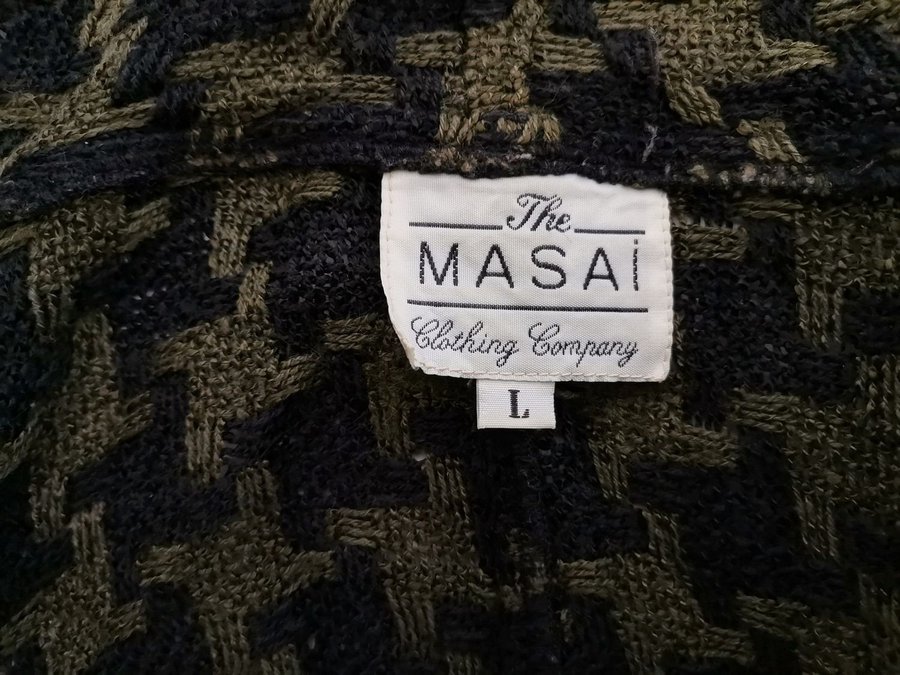 The
MASAi
Clothing Company
L